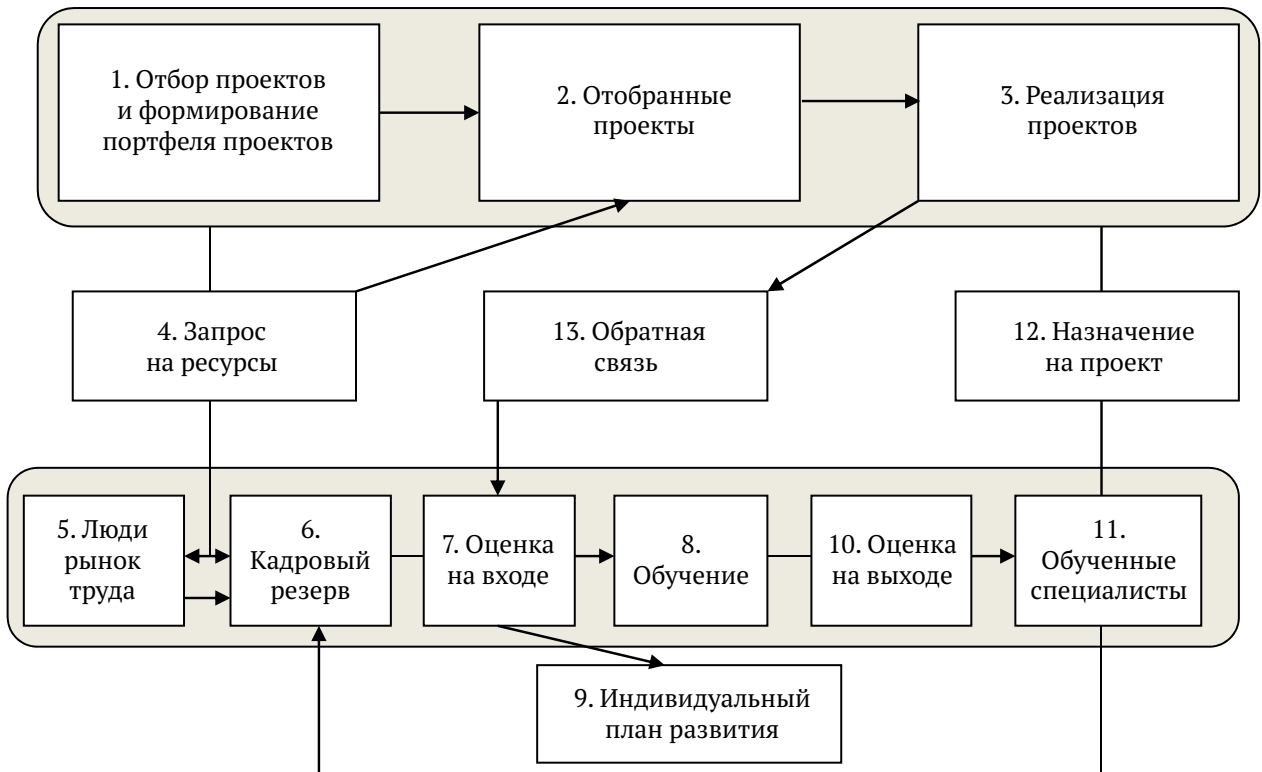 1. Отбор проектов
и формирование
портфеля проектов
2. Отобранные
проекты
3. Реализация
проектов
4. Запрос
на ресурсы
13. Обратная
связь
12. Назначение
на проект
5. Люди
рынок
труда
6.
Кадровый
резерв
7. Оценка
на входе
8.
Обучение
10. Оценка
на выходе
11.
Обученные
специалисты
9. Индивидуальный
план развития